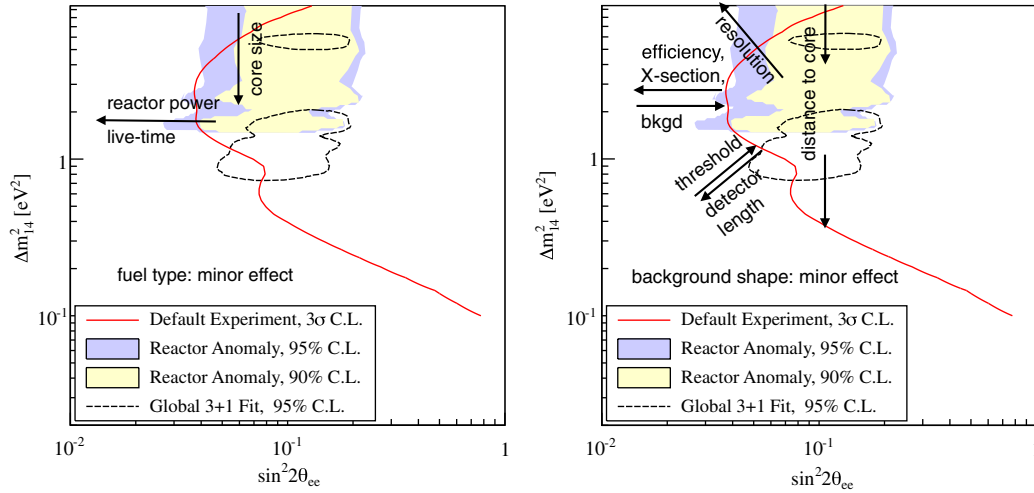 core size
reactor power
live-time
1
10⁻¹
Δm²₁₄ [eV²]
fuel type: minor effect
Default Experiment, 3σ C.L.
Reactor Anomaly, 95% C.L.
Reactor Anomaly, 90% C.L.
Global 3+1 Fit, 95% C.L.
10⁻² 10⁻¹ 1
sin²2θee
resolution
efficiency,
X-section,
bkgd
distance to core
threshold
detector
length
1
10⁻¹
Δm²₁₄ [eV²]
background shape: minor effect
Default Experiment, 3σ C.L.
Reactor Anomaly, 95% C.L.
Reactor Anomaly, 90% C.L.
Global 3+1 Fit, 95% C.L.
10⁻² 10⁻¹
sin²2θee